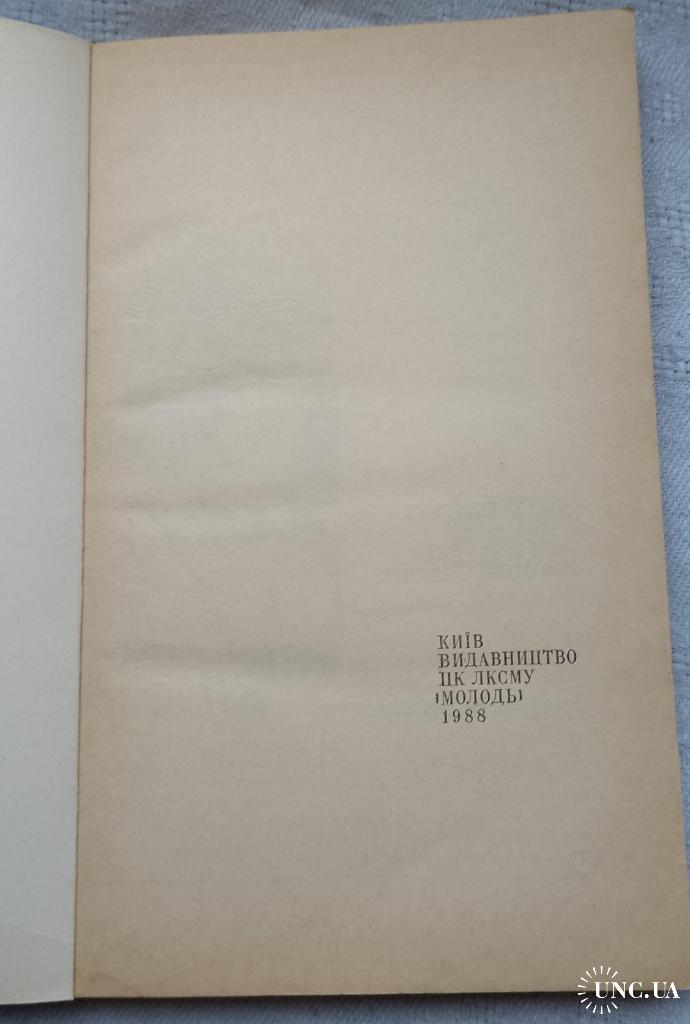 КИЇВ
ВИДАВНИЦТВО
ЦК ЛКСМУ
«МОЛОДЬ»
1988
UNC.UA